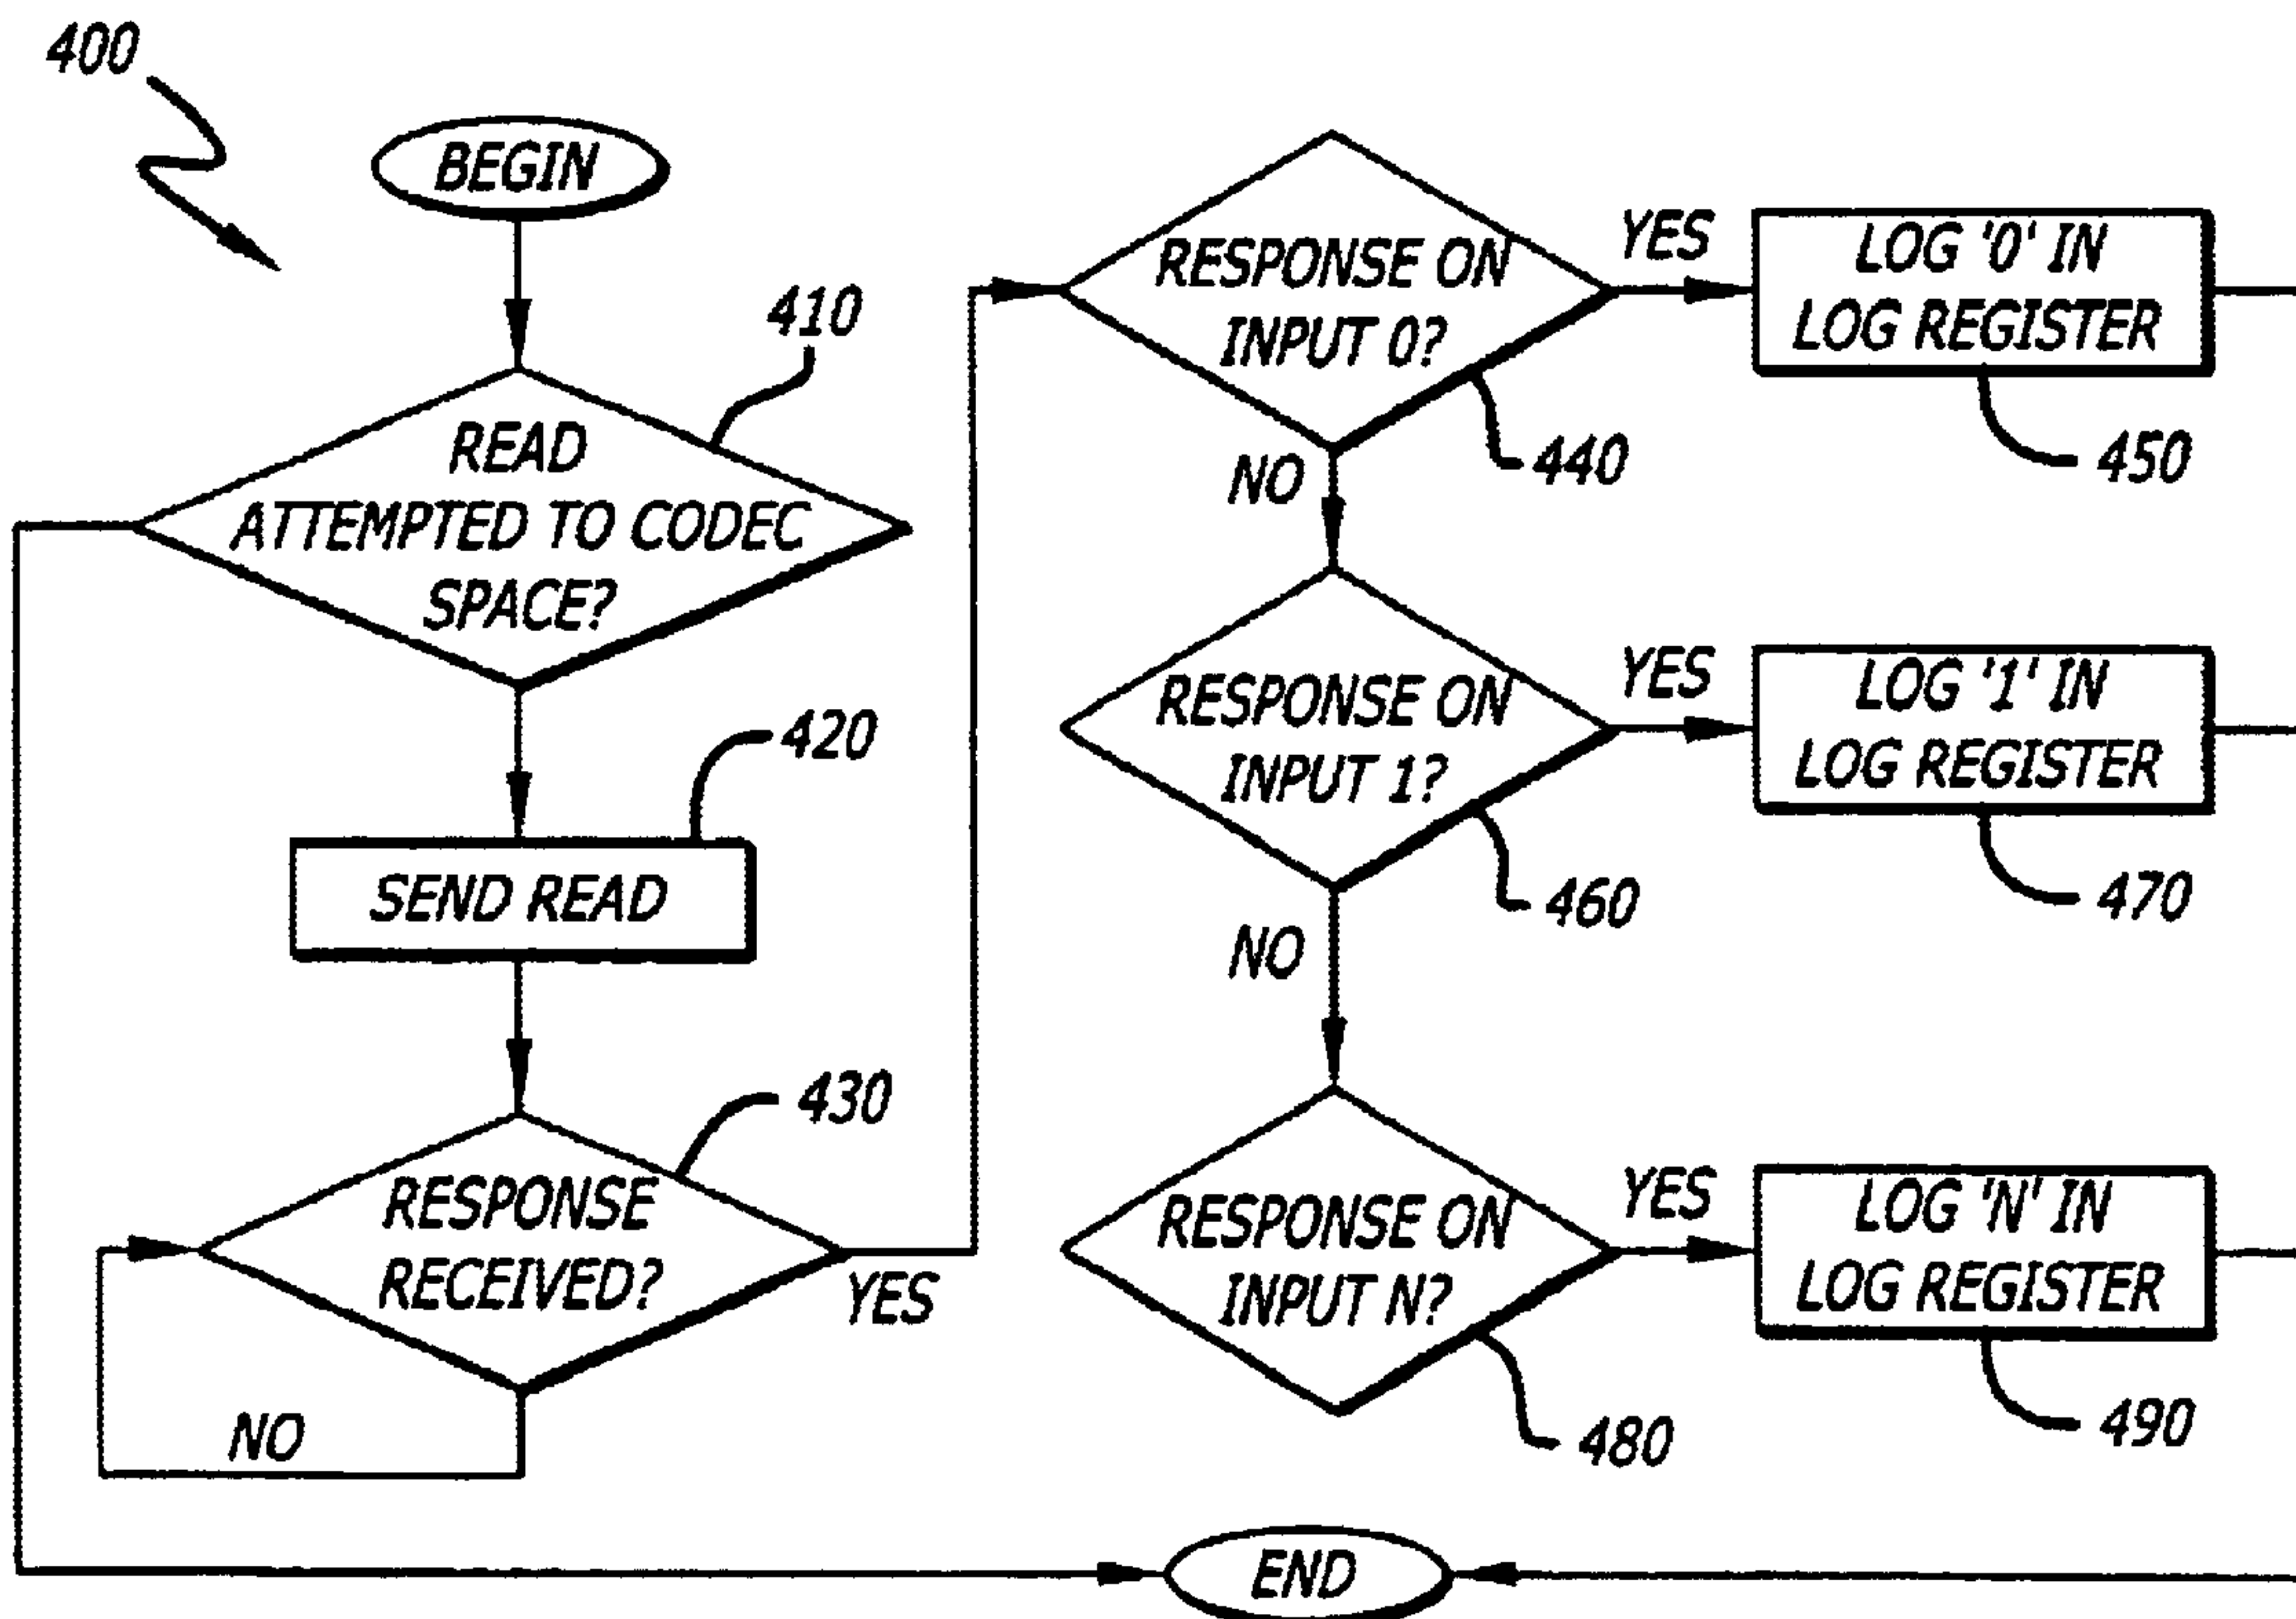 400
BEGIN
410
READ
ATTEMPTED TO CODEC
SPACE?
420
SEND READ
430
RESPONSE
RECEIVED?
YES
NO
RESPONSE ON
INPUT 0?
YES
440
NO
LOG '0' IN
LOG REGISTER
450
RESPONSE ON
INPUT 1?
YES
460
NO
LOG '1' IN
LOG REGISTER
470
RESPONSE ON
INPUT N?
YES
480
LOG 'N' IN
LOG REGISTER
490
END